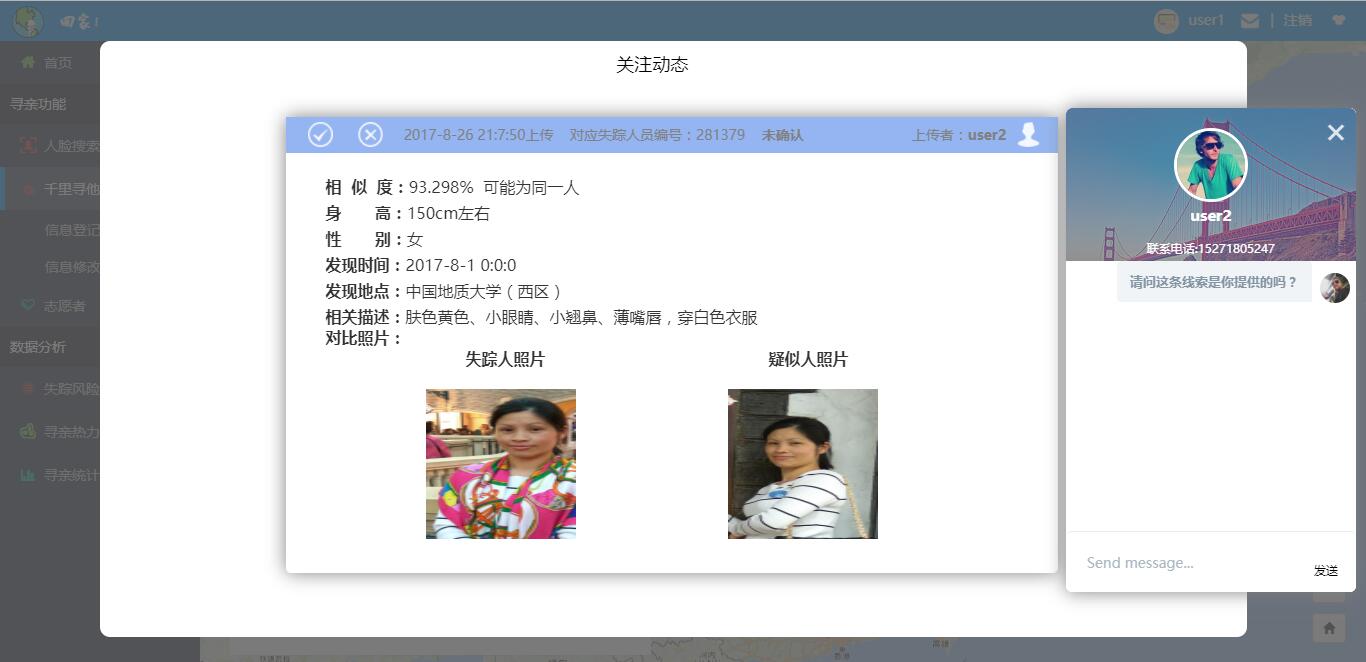 回家！
user1 | 注销
首页
寻亲功能
人脸搜索
千里寻他
信息登记
信息修改
志愿者
数据分析
失踪风险
寻亲热力
寻亲统计
关注动态
2017-8-26 21:7:50上传 对应失踪人员编号：281379 未确认 上传者：user2
相 似 度：93.298% 可能为同一人
身 高：150cm左右
性 别：女
发现时间：2017-8-1 0:0:0
发现地点：中国地质大学（西区）
相关描述：肤色黄色、小眼睛、小翘鼻、薄嘴唇，穿白色衣服
对比照片：
失踪人照片 疑似人照片
user2
联系电话:15271805247
请问这条线索是你提供的吗？
Send message...
发送